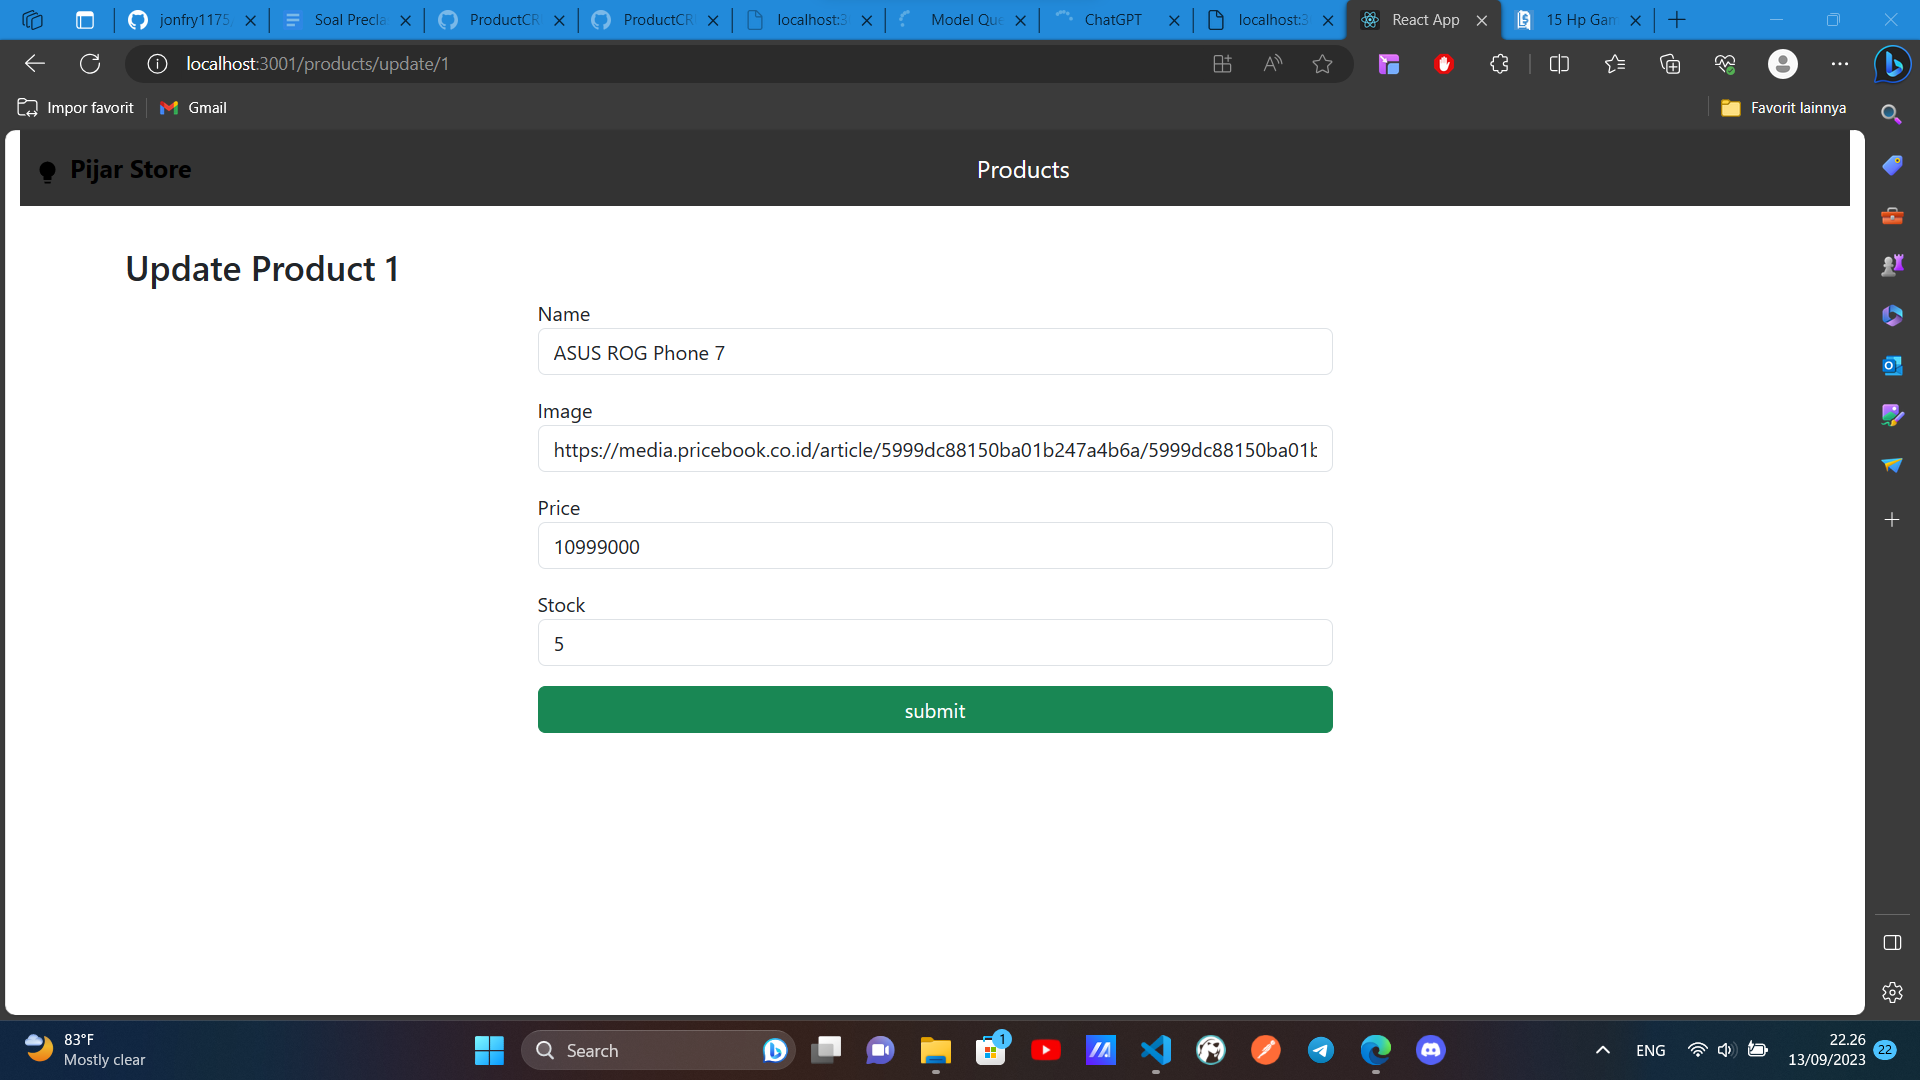 jonfry1175
Soal Precla
ProductCR
ProductCR
localhost:3
Model Que
ChatGPT
localhost:3
React App
15 Hp Gam
localhost:3001/products/update/1
Impor favorit
Gmail
Favorit lainnya
Pijar Store
Products
Update Product 1
Name
ASUS ROG Phone 7
Image
https://media.pricebook.co.id/article/5999dc88150ba01b247a4b6a/5999dc88150ba01b
Price
10999000
Stock
5
submit
83°F
Mostly clear
Search
1
ENG
22.26
13/09/2023
22